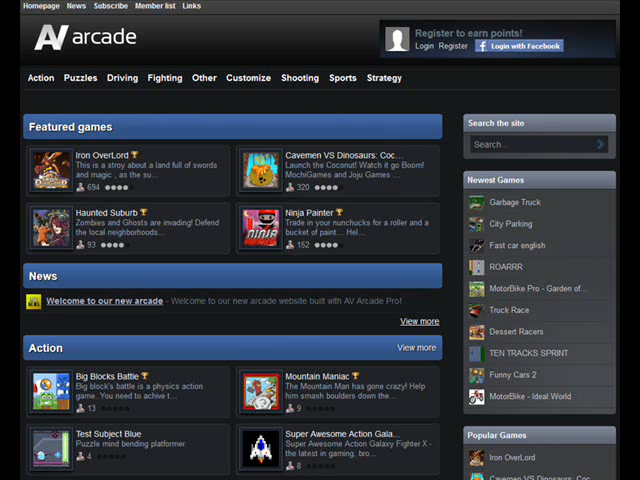 Homepage News Subscribe Member list Links
AV arcade
Register to earn points!
Login Register Login with Facebook
Action Puzzles Driving Fighting Other Customize Shooting Sports Strategy
Featured games
Iron OverLord
This is a stroy about a land full of swords
and magic , as the su...
694
Cavemen VS Dinosaurs: Coc...
Launch the Coconut! Watch it go Boom!
MochiGames and Joju Games ...
320
Haunted Suburb
Zombies and Ghosts are invading! Defend
the local neighborhoods...
93
Ninja Painter
Trade in your nunchucks for a roller and a
bucket of paint... Hel...
152
News
Welcome to our new arcade - Welcome to our new arcade website built with AV Arcade Pro!
View more
Action View more
Big Blocks Battle
Big block's battle is a physics action
game. You need to achive t...
13
Mountain Maniac
The Mountain Man has gone crazy! Help
him smash boulders down the...
9
Test Subject Blue
Puzzle mind bending platformer.
4
Super Awesome Action Gala...
Super Awesome Action Galaxy Fighter X -
the latest in gaming, bro...
8
Search the site
Search...
Newest Games
Garbage Truck
City Parking
Fast car english
ROARRR
MotorBike Pro - Garden of...
Truck Race
Dessert Racers
TEN TRACKS SPRINT
Funny Cars 2
MotorBike - Ideal World
Popular Games
Iron OverLord
Cavemen VS Dinosaurs: Coc...